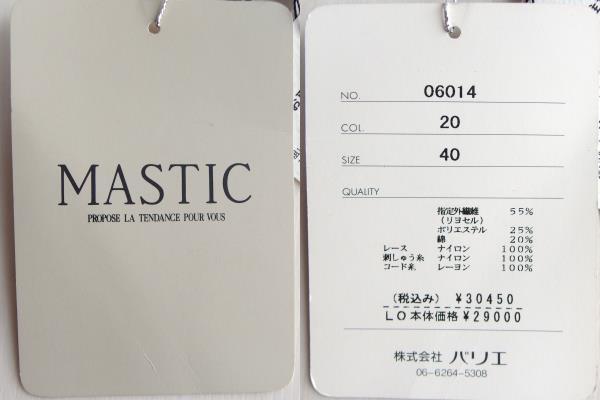 MASTIC
PROPOSE LA TENDANCE POUR VOUS
NO. 06014
COL. 20
SIZE 40
QUALITY
指定外繊維 55%
(リヨセル)
ポリエステル 25%
綿 20%
レース ナイロン 100%
刺しゅう糸 ナイロン 100%
コード糸 レーヨン 100%
(税込み) ¥30450
LO本体価格 ¥29000
株式会社 バリエ
06-6264-5308